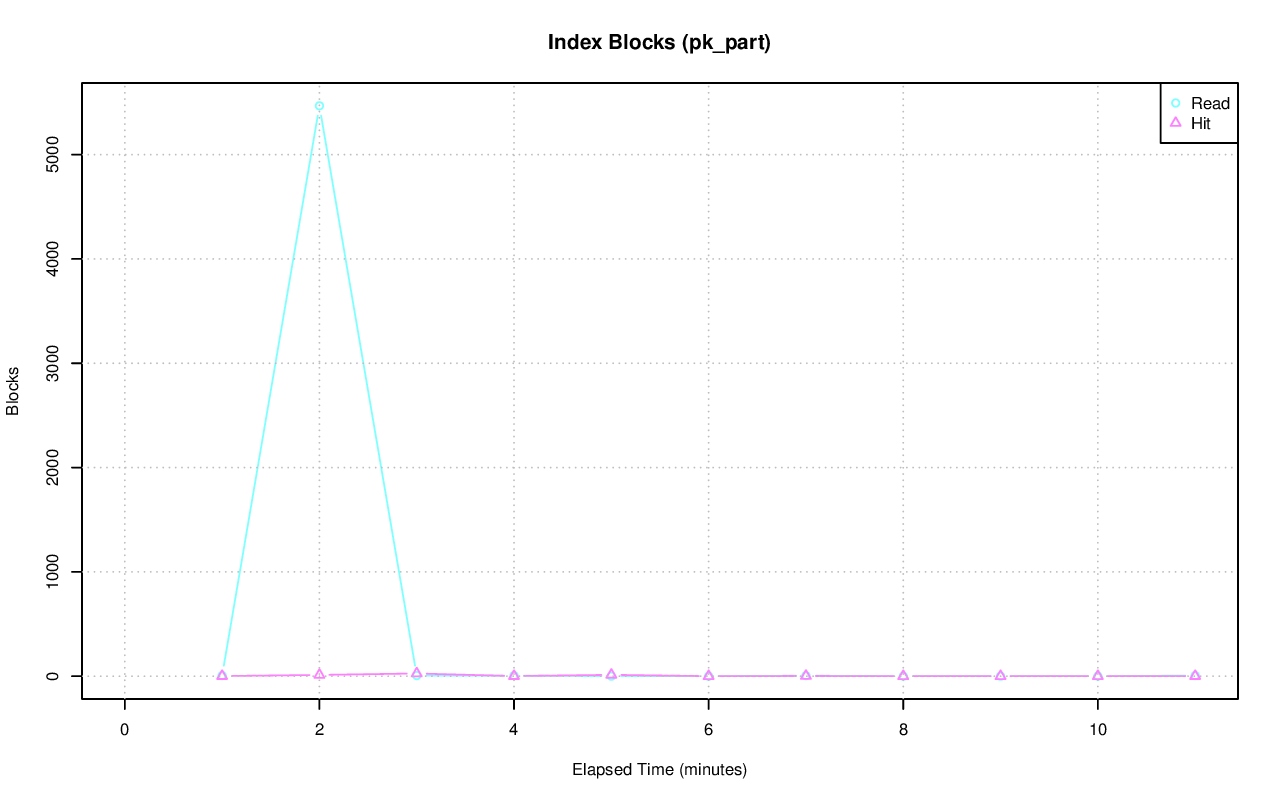 Index Blocks (pk_part)
Read
Hit
Blocks
5000
4000
3000
2000
1000
0
0 2 4 6 8 10
Elapsed Time (minutes)